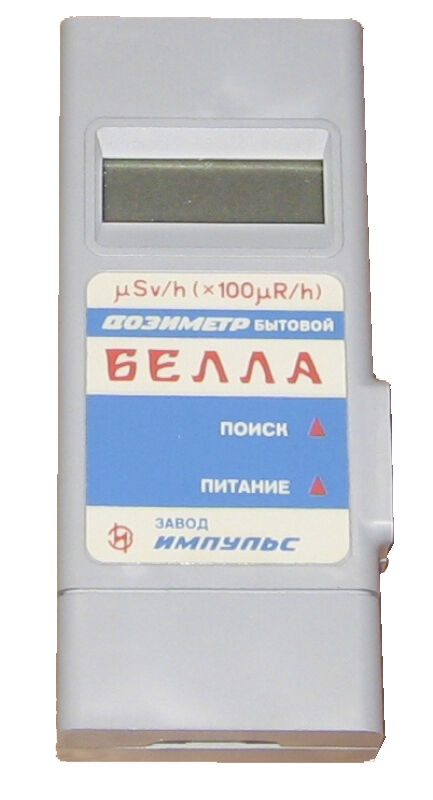 μSv/h (×100μR/h)
ДОЗИМЕТР БЫТОВОЙ
БЕЛЛА
ПОИСК
ПИТАНИЕ
ЗАВОД
ИМПУЛЬС